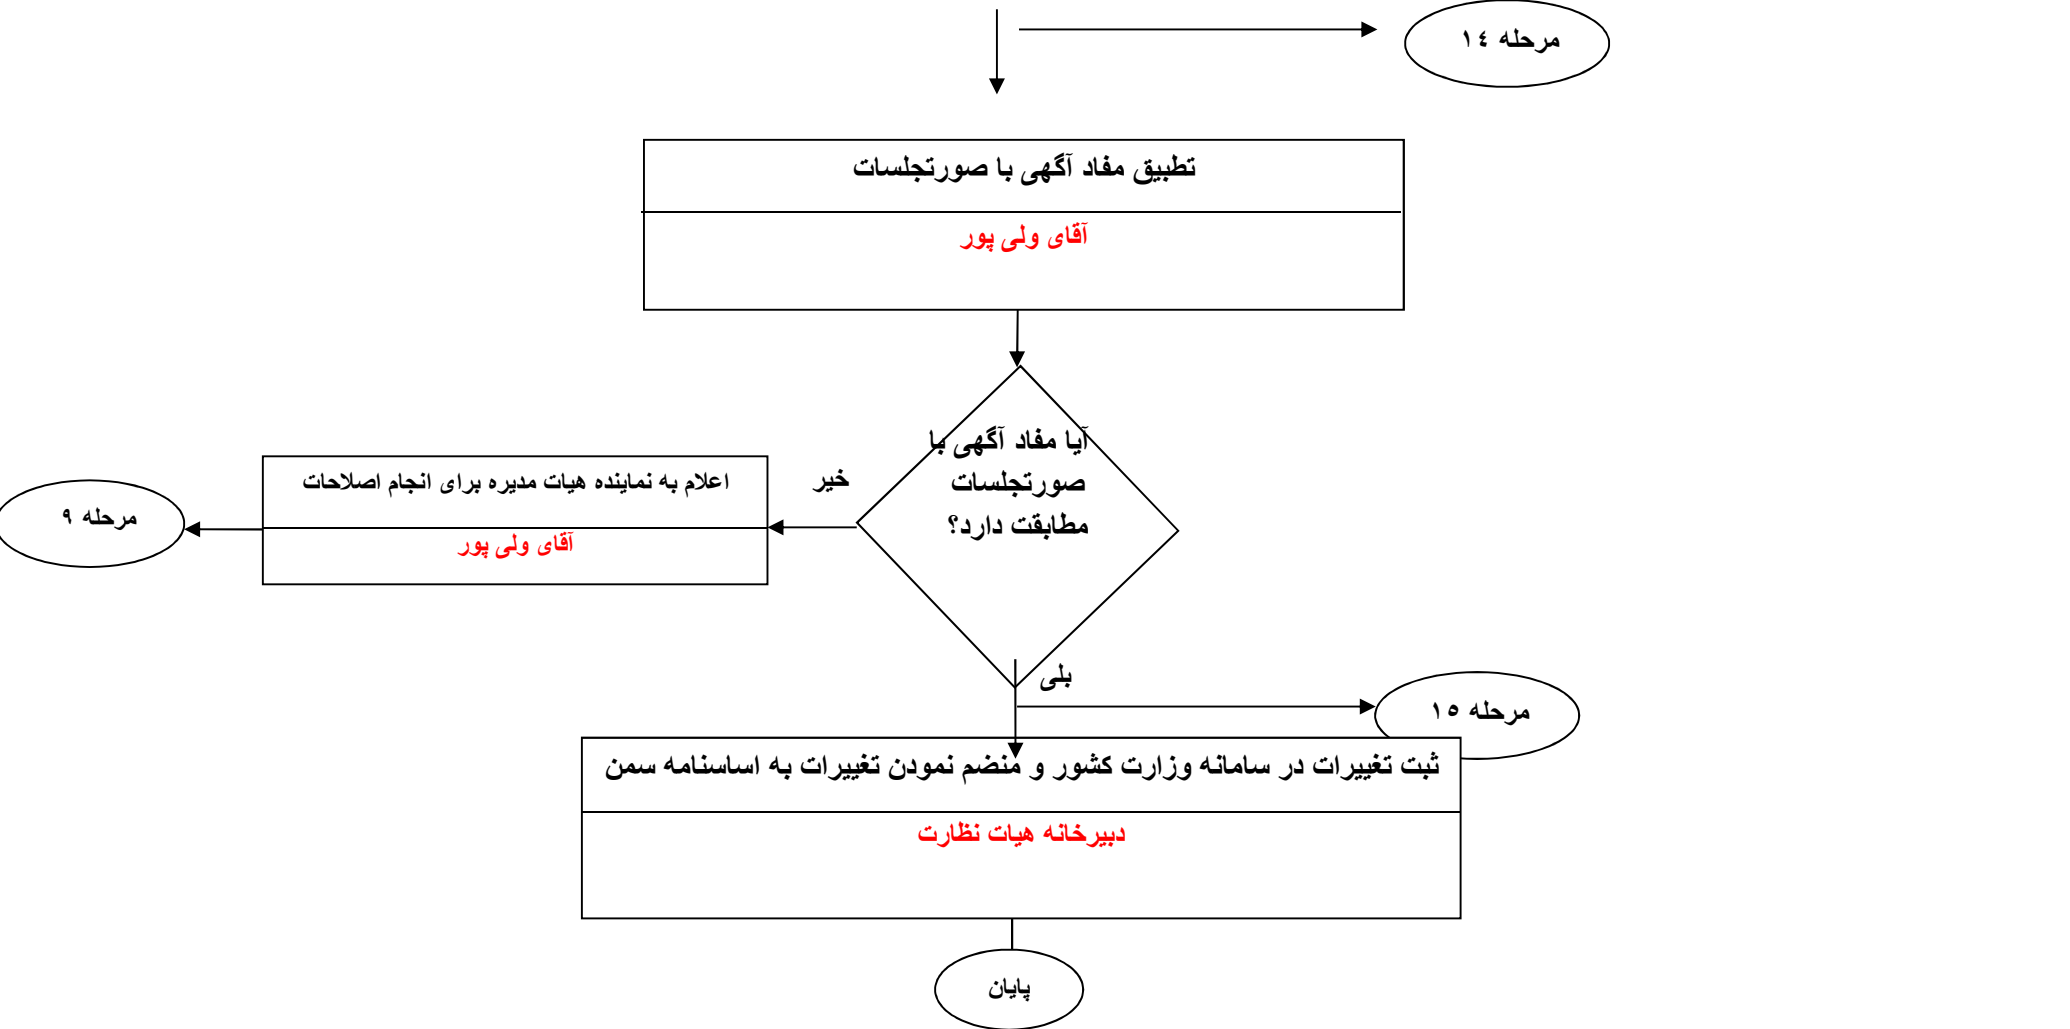 مرحله ۱٤
تطبیق مفاد آگهی با صورتجلسات
آقای ولی پور
آیا مفاد آگهی با
صورتجلسات
مطابقت دارد؟
خیر
اعلام به نماینده هیات مدیره برای انجام اصلاحات
آقای ولی پور
مرحله ۹
بلی
مرحله ۱٥
ثبت تغییرات در سامانه وزارت کشور و منضم نمودن تغییرات به اساسنامه سمن
دبیرخانه هیات نظارت
پایان